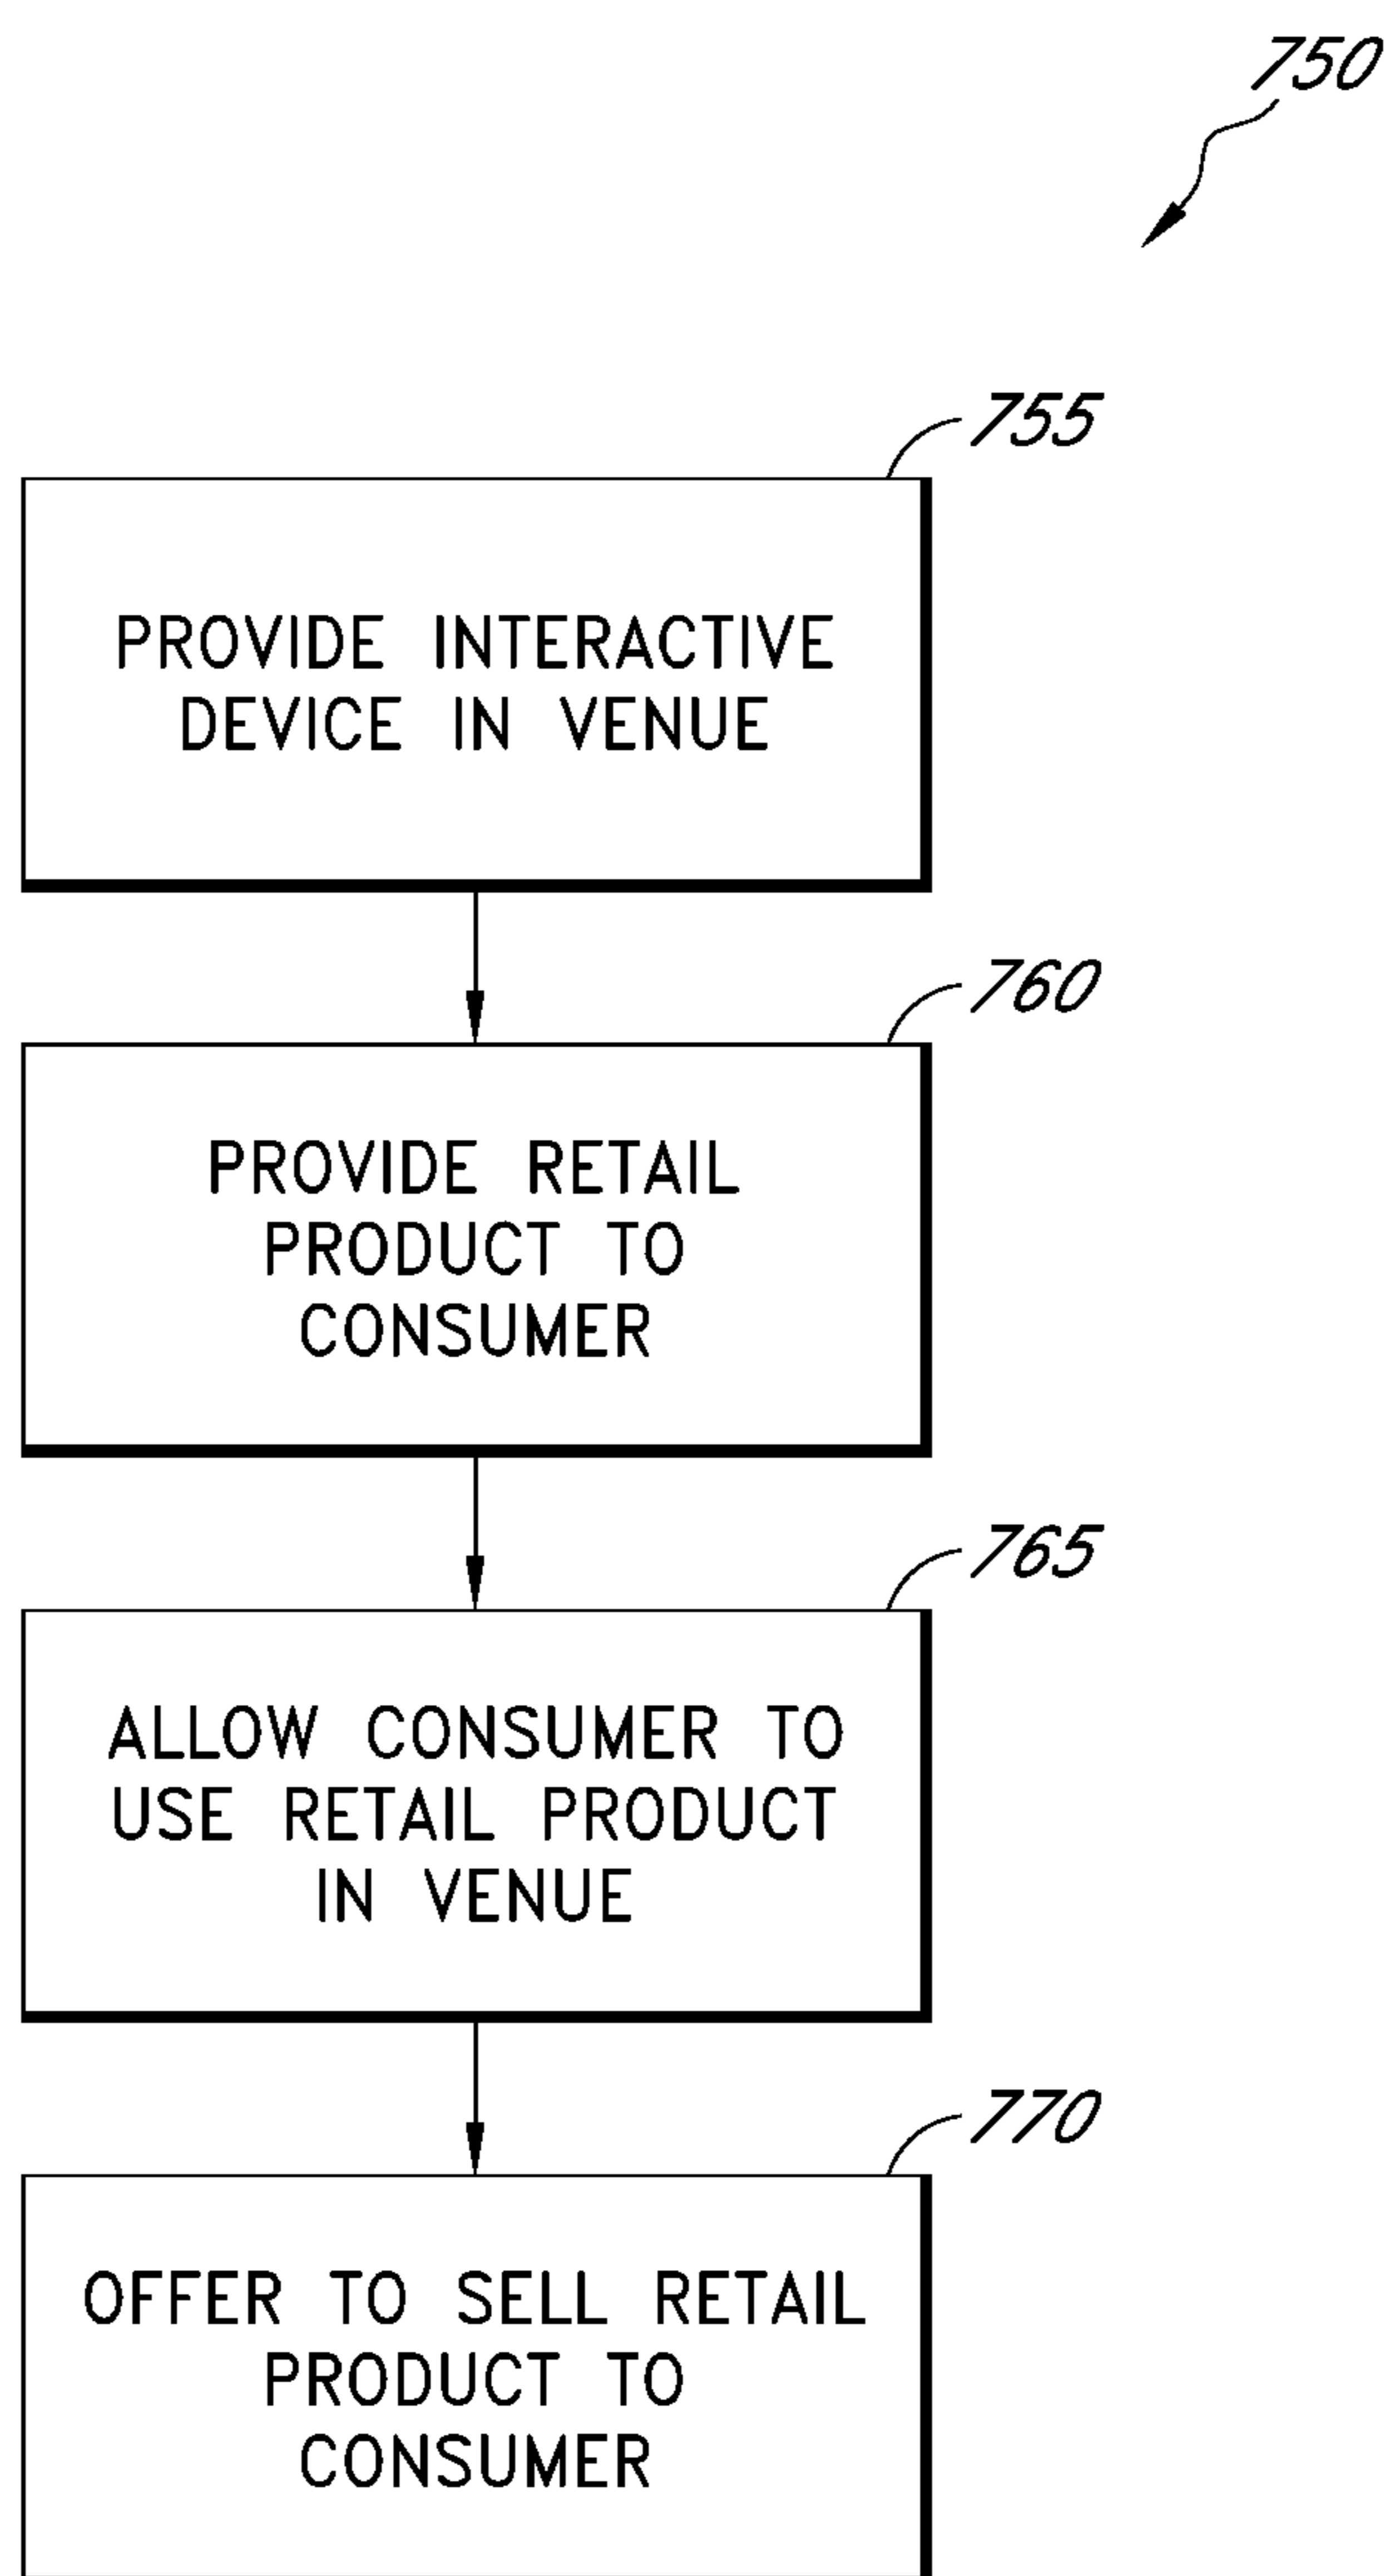 750
755
PROVIDE INTERACTIVE
DEVICE IN VENUE
760
PROVIDE RETAIL
PRODUCT TO
CONSUMER
765
ALLOW CONSUMER TO
USE RETAIL PRODUCT
IN VENUE
770
OFFER TO SELL RETAIL
PRODUCT TO
CONSUMER